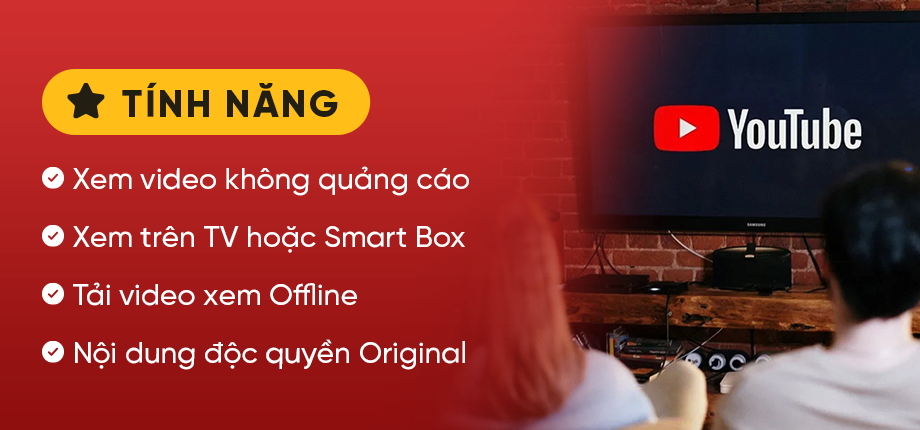 TÍNH NĂNG
Xem video không quảng cáo
Xem trên TV hoặc Smart Box
Tải video xem Offline
Nội dung độc quyền Original
YouTube
SAMSUNG